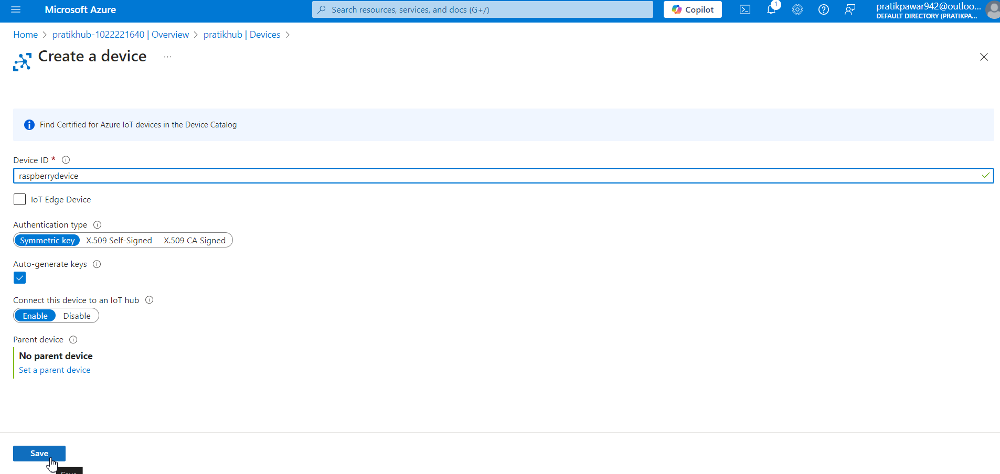 Microsoft Azure
Search resources, services, and docs (G+/)
Copilot
1
pratikpawar942@outloo...
DEFAULT DIRECTORY (PRATIKPA...
Home > pratikhub-1022221640 | Overview > pratikhub | Devices >
Create a device ...
Find Certified for Azure IoT devices in the Device Catalog
Device ID *
raspberrydevice
IoT Edge Device
Authentication type
Symmetric key X.509 Self-Signed X.509 CA Signed
Auto-generate keys
Connect this device to an IoT hub
Enable Disable
Parent device
No parent device
Set a parent device
Save